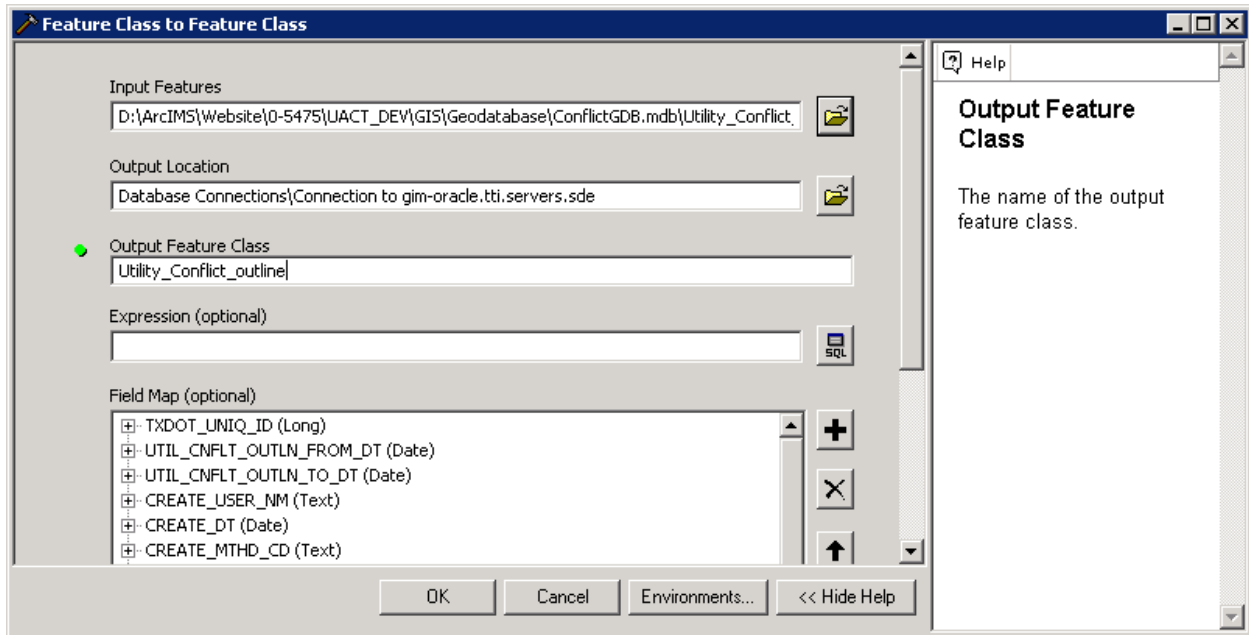 Feature Class to Feature Class
Input Features
D:\ArcIMS\Website\0-5475\UACT_DEV\GIS\Geodatabase\ConflictGDB.mdb\Utility_Conflict_
Output Location
Database Connections\Connection to gim-oracle.tti.servers.sde
Output Feature Class
Utility_Conflict_outline
Expression (optional)
SQL
Field Map (optional)
TXDOT_UNIQ_ID (Long)
UTIL_CNFLT_OUTLN_FROM_DT (Date)
UTIL_CNFLT_OUTLN_TO_DT (Date)
CREATE_USER_NM (Text)
CREATE_DT (Date)
CREATE_MTHD_CD (Text)
OK
Cancel
Environments...
<< Hide Help
Help
Output Feature
Class
The name of the output
feature class.